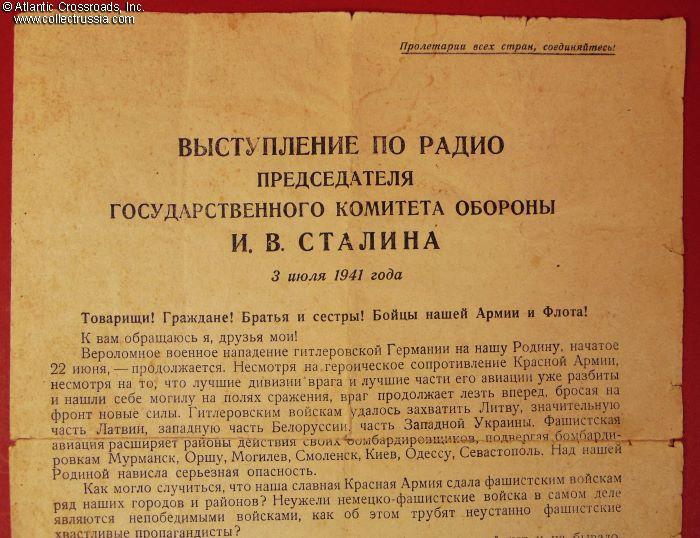 © Atlantic Crossroads, Inc.
www.collectrussia.com
Пролетарии всех стран, соединяйтесь!
ВЫСТУПЛЕНИЕ ПО РАДИО
ПРЕДСЕДАТЕЛЯ
ГОСУДАРСТВЕННОГО КОМИТЕТА ОБОРОНЫ
И. В. СТАЛИНА
3 июля 1941 года
Товарищи! Граждане! Братья и сестры! Бойцы нашей Армии и Флота!
К вам обращаюсь я, друзья мои!
Вероломное военное нападение гитлеровской Германии на нашу Родину, начатое
22 июня, — продолжается. Несмотря на героическое сопротивление Красной Армии,
несмотря на то, что лучшие дивизии врага и лучшие части его авиации уже разбиты
и нашли себе могилу на полях сражения, враг продолжает лезть вперед, бросая на
фронт новые силы. Гитлеровским войскам удалось захватить Литву, значительную
часть Латвии, западную часть Белоруссии, часть Западной Украины. Фашистская
авиация расширяет районы действия своих бомбардировщиков, подвергая бомбарди-
ровкам Мурманск, Оршу, Могилев, Смоленск, Киев, Одессу, Севастополь. Над нашей
Родиной нависла серьезная опасность.
Как могло случиться, что наша славная Красная Армия сдала фашистским войскам
ряд наших городов и районов? Неужели немецко-фашистские войска в самом деле
являются непобедимыми войсками, как об этом трубят неустанно фашистские
хвастливые пропагандисты?